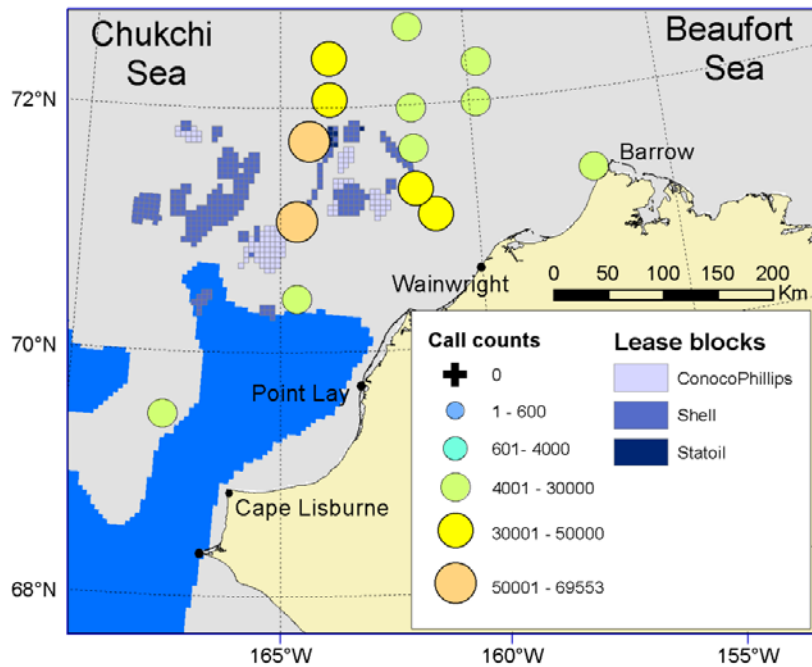 Chukchi
Sea
Beaufort
Sea
72°N
Barrow
Wainwright
0 50 100 150 200
Km
70°N
Point Lay
Cape Lisburne
68°N
Call counts
0
1 - 600
601- 4000
4001 - 30000
30001 - 50000
50001 - 69553
Lease blocks
ConocoPhillips
Shell
Statoil
165°W
160°W
155°W